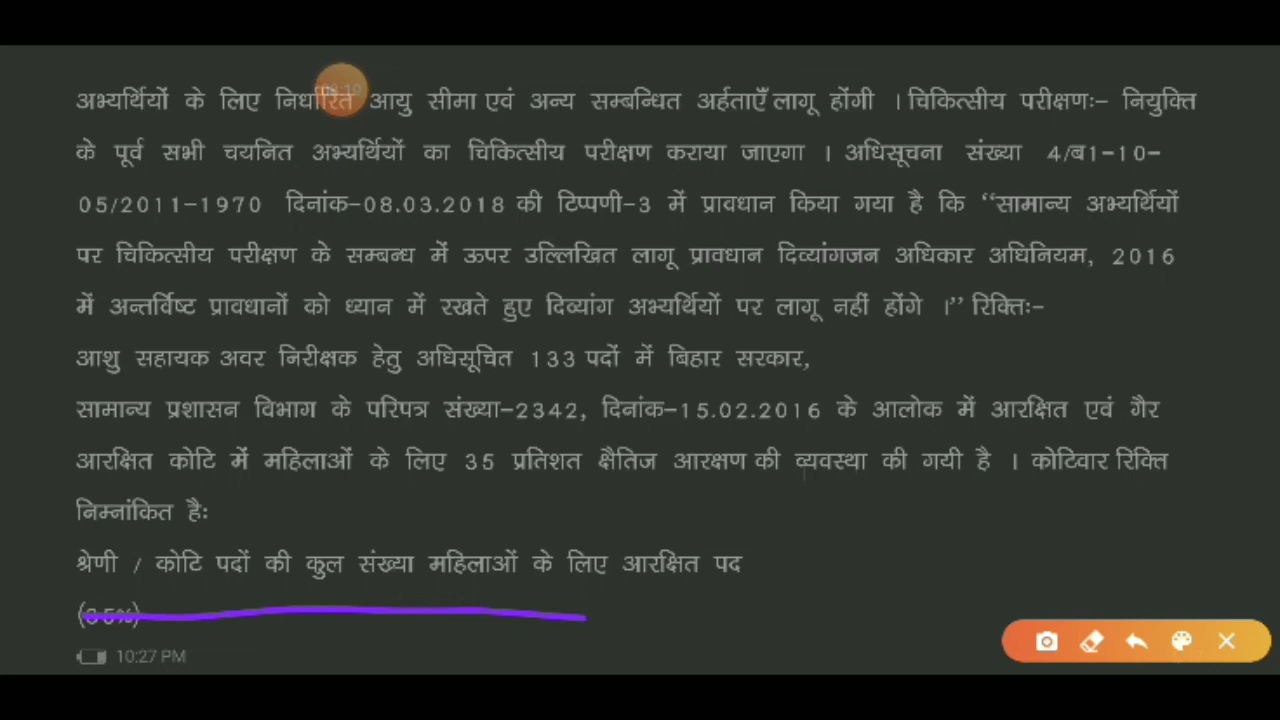 अभ्यर्थियों के लिए निर्धारित आयु सीमा एवं अन्य सम्बन्धित अर्हताएँ लागू होंगी । चिकित्सीय परीक्षणः- नियुक्ति
के पूर्व सभी चयनित अभ्यर्थियों का चिकित्सीय परीक्षण कराया जाएगा । अधिसूचना संख्या 4/ब1-10-
05/2011-1970 दिनांक-08.03.2018 की टिप्पणी-3 में प्रावधान किया गया है कि “सामान्य अभ्यर्थियों
पर चिकित्सीय परीक्षण के सम्बन्ध में ऊपर उल्लिखित लागू प्रावधान दिव्यांगजन अधिकार अधिनियम, 2016
में अन्तर्विष्ट प्रावधानों को ध्यान में रखते हुए दिव्यांग अभ्यर्थियों पर लागू नहीं होंगे ।” रिक्तिः-
आशु सहायक अवर निरीक्षक हेतु अधिसूचित 133 पदों में बिहार सरकार,
सामान्य प्रशासन विभाग के परिपत्र संख्या-2342, दिनांक-15.02.2016 के आलोक में आरक्षित एवं गैर
आरक्षित कोटि में महिलाओं के लिए 35 प्रतिशत क्षैतिज आरक्षण की व्यवस्था की गयी है । कोटिवार रिक्ति
निम्नांकित हैः
श्रेणी / कोटि पदों की कुल संख्या महिलाओं के लिए आरक्षित पद
(35%)
10:27 PM